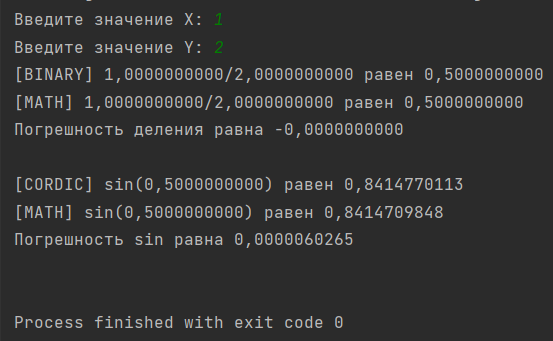 Введите значение X: 1
Введите значение Y: 2
[BINARY] 1,0000000000/2,0000000000 равен 0,5000000000
[MATH] 1,0000000000/2,0000000000 равен 0,5000000000
Погрешность деления равна -0,0000000000
[CORDIC] sin(0,5000000000) равен 0,8414770113
[MATH] sin(0,5000000000) равен 0,8414709848
Погрешность sin равна 0,0000060265
Process finished with exit code 0